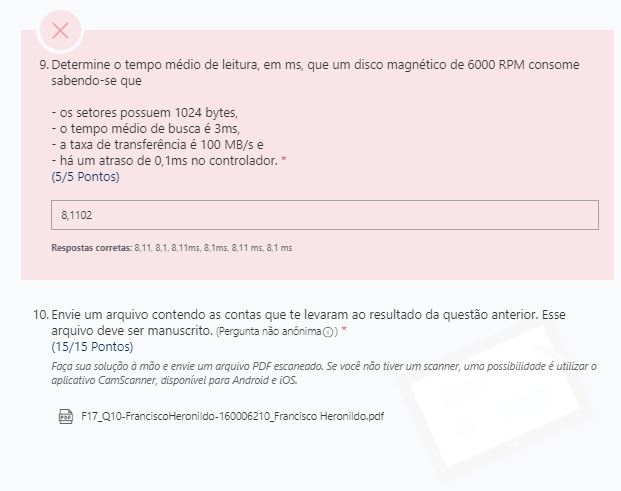 9. Determine o tempo médio de leitura, em ms, que um disco magnético de 6000 RPM consome
sabendo-se que
- os setores possuem 1024 bytes,
- o tempo médio de busca é 3ms,
- a taxa de transferência é 100 MB/s e
- há um atraso de 0,1ms no controlador. *
(5/5 Pontos)
8,1102
Respostas corretas: 8,11, 8,1, 8,11ms, 8,1ms, 8,11 ms, 8,1 ms
10. Envie um arquivo contendo as contas que te levaram ao resultado da questão anterior. Esse
arquivo deve ser manuscrito. (Pergunta não anônima) *
(15/15 Pontos)
Faça sua solução à mão e envie um arquivo PDF escaneado. Se você não tiver um scanner, uma possibilidade é utilizar o
aplicativo CamScanner, disponível para Android e iOS.
PDF F17_Q10-FranciscoHeronildo-160006210_Francisco Heronildo.pdf